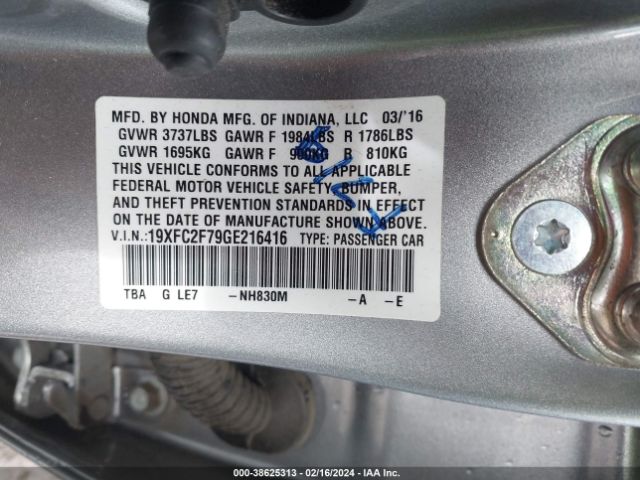 MFD. BY HONDA MFG. OF INDIANA, LLC 03/'16
GVWR 3737LBS GAWR F 1984LBS R 1786LBS
GVWR 1695KG GAWR F 900KG R 810KG
THIS VEHICLE CONFORMS TO ALL APPLICABLE
FEDERAL MOTOR VEHICLE SAFETY, BUMPER,
AND THEFT PREVENTION STANDARDS IN EFFECT
ON THE DATE OF MANUFACTURE SHOWN ABOVE.
V.I.N.:19XFC2F79GE216416 TYPE: PASSENGER CAR
TBA G LE7 -NH830M -A -E
000-38625313 - 02/16/2024 - IAA Inc.